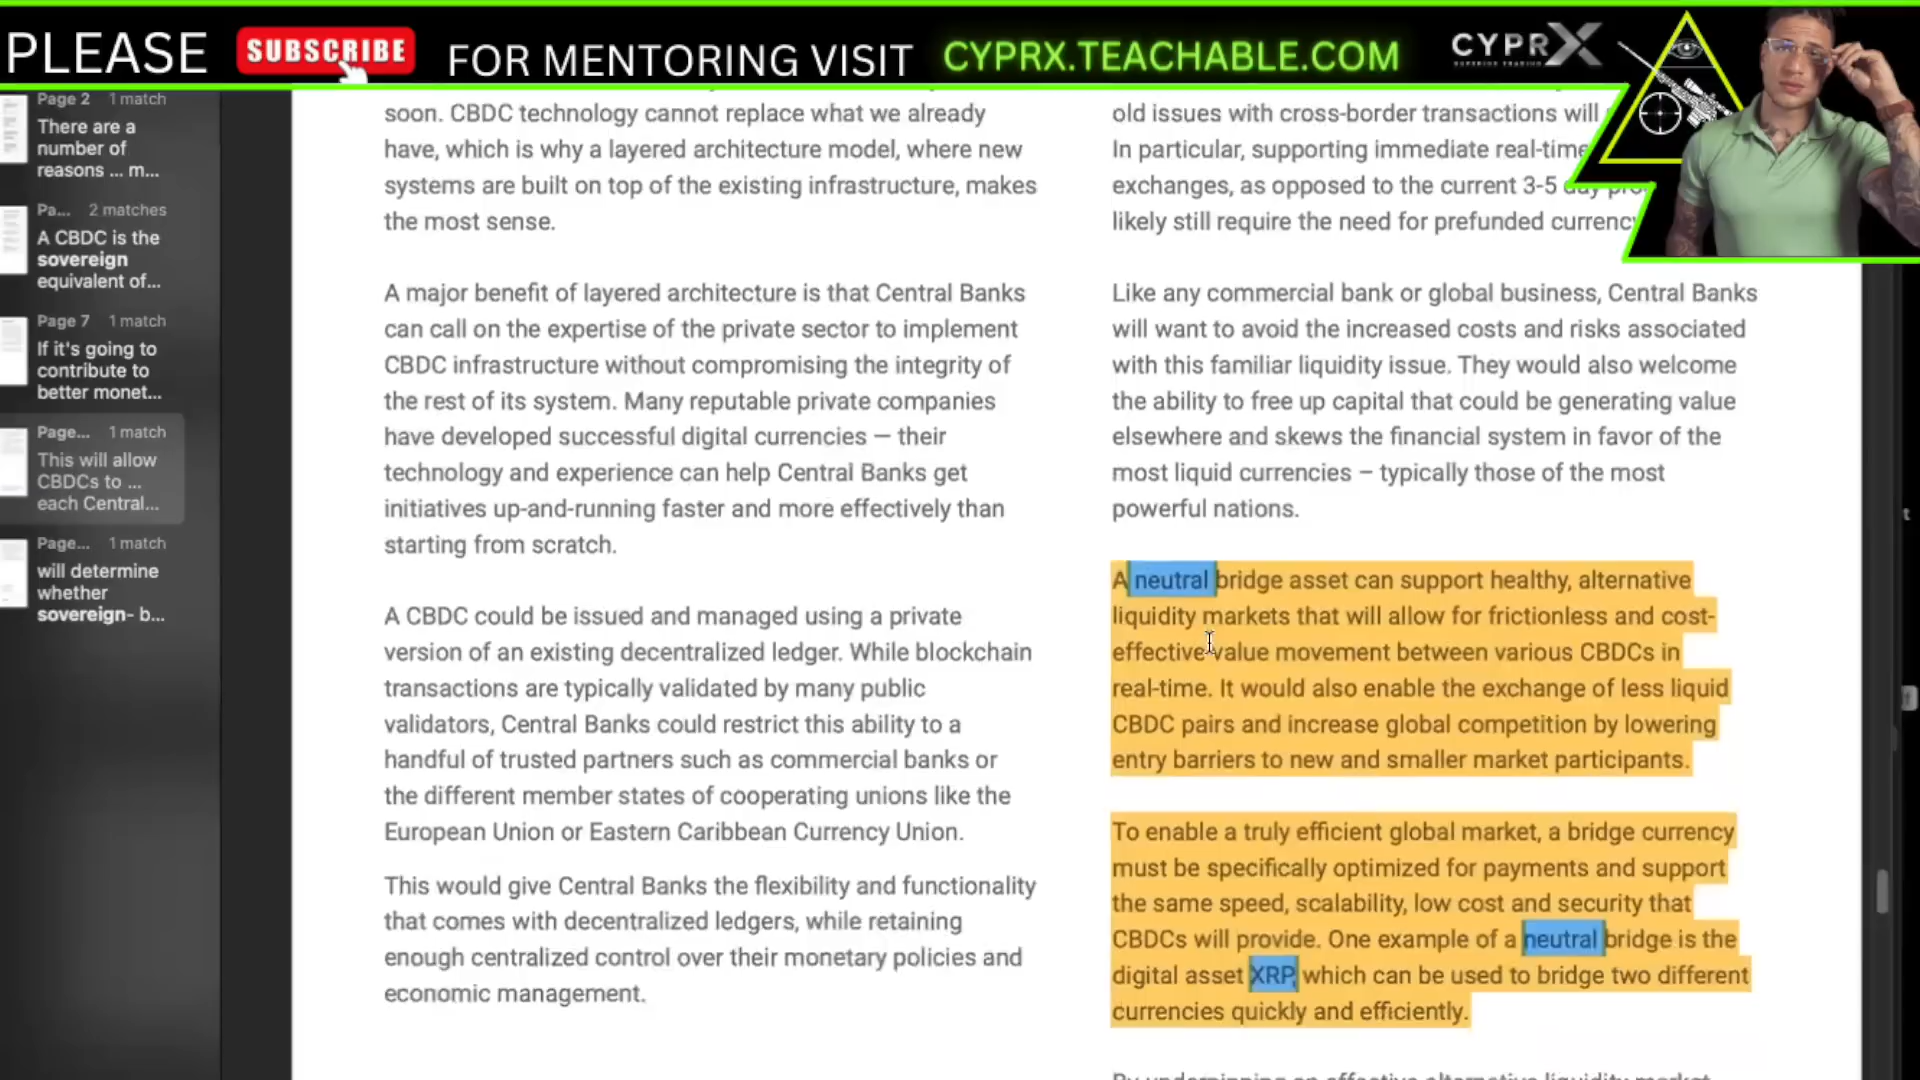 PLEASE SUBSCRIBE FOR MENTORING VISIT CYPRX.TEACHABLE.COM CYPRX
SUPERIOR TRADING
Page 2 1 match
There are a
number of
reasons ... m...
Pa... 2 matches
A CBDC is the
sovereign
equivalent of...
Page 7 1 match
If it's going to
contribute to
better monet...
Page... 1 match
This will allow
CBDCs to ...
each Central...
Page... 1 match
will determine
whether
sovereign- b...
soon. CBDC technology cannot replace what we already
have, which is why a layered architecture model, where new
systems are built on top of the existing infrastructure, makes
the most sense.
A major benefit of layered architecture is that Central Banks
can call on the expertise of the private sector to implement
CBDC infrastructure without compromising the integrity of
the rest of its system. Many reputable private companies
have developed successful digital currencies — their
technology and experience can help Central Banks get
initiatives up-and-running faster and more effectively than
starting from scratch.
A CBDC could be issued and managed using a private
version of an existing decentralized ledger. While blockchain
transactions are typically validated by many public
validators, Central Banks could restrict this ability to a
handful of trusted partners such as commercial banks or
the different member states of cooperating unions like the
European Union or Eastern Caribbean Currency Union.
This would give Central Banks the flexibility and functionality
that comes with decentralized ledgers, while retaining
enough centralized control over their monetary policies and
economic management.
old issues with cross-border transactions will
In particular, supporting immediate real-time
exchanges, as opposed to the current 3-5 day
likely still require the need for prefunded
Like any commercial bank or global business, Central Banks
will want to avoid the increased costs and risks associated
with this familiar liquidity issue. They would also welcome
the ability to free up capital that could be generating value
elsewhere and skews the financial system in favor of the
most liquid currencies – typically those of the most
powerful nations.
A neutral bridge asset can support healthy, alternative
liquidity markets that will allow for frictionless and cost-
effective value movement between various CBDCs in
real-time. It would also enable the exchange of less liquid
CBDC pairs and increase global competition by lowering
entry barriers to new and smaller market participants.
To enable a truly efficient global market, a bridge currency
must be specifically optimized for payments and support
the same speed, scalability, low cost and security that
CBDCs will provide. One example of a neutral bridge is the
digital asset XRP, which can be used to bridge two different
currencies quickly and efficiently.
By underpinning an effective alternative liquidity market